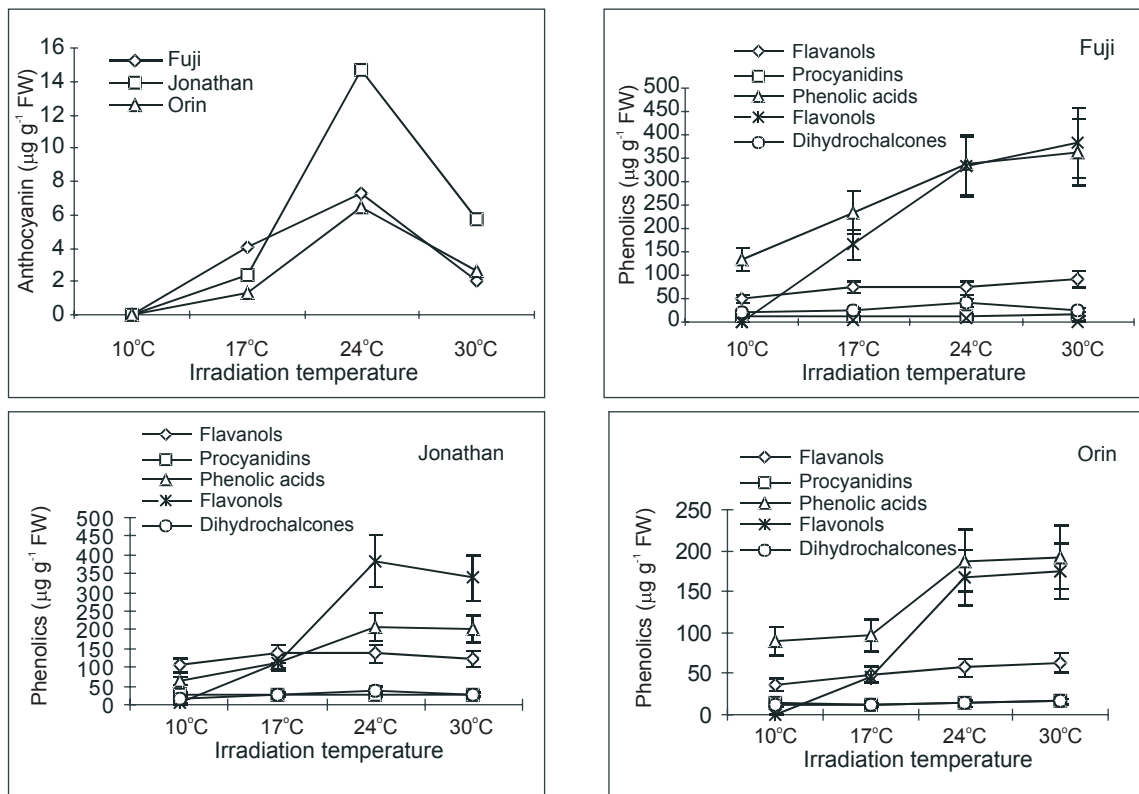 Anthocyanin (µg g⁻¹ FW)
16
14
12
10
8
6
4
2
0
Fuji
Jonathan
Orin
10°C 17°C 24°C 30°C
Irradiation temperature
Fuji
Flavanols
Procyanidins
Phenolic acids
Flavonols
Dihydrochalcones
Phenolics (µg g⁻¹ FW)
500
450
400
350
300
250
200
150
100
50
0
10°C 17°C 24°C 30°C
Irradiation temperature
Jonathan
Flavanols
Procyanidins
Phenolic acids
Flavonols
Dihydrochalcones
Phenolics (µg g⁻¹ FW)
500
450
400
350
300
250
200
150
100
50
0
10°C 17°C 24°C 30°C
Irradiation temperature
Orin
Flavanols
Procyanidins
Phenolic acids
Flavonols
Dihydrochalcones
Phenolics (µg g⁻¹ FW)
250
200
150
100
50
0
10°C 17°C 24°C 30°C
Irradiation temperature